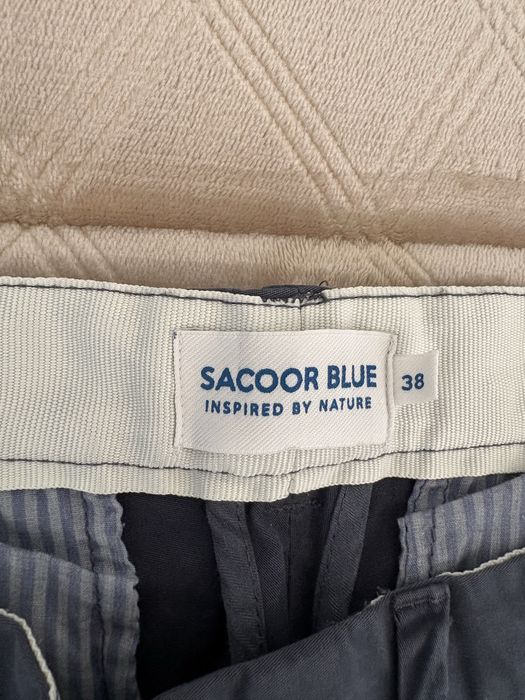 SACOOR BLUE
INSPIRED BY NATURE
38